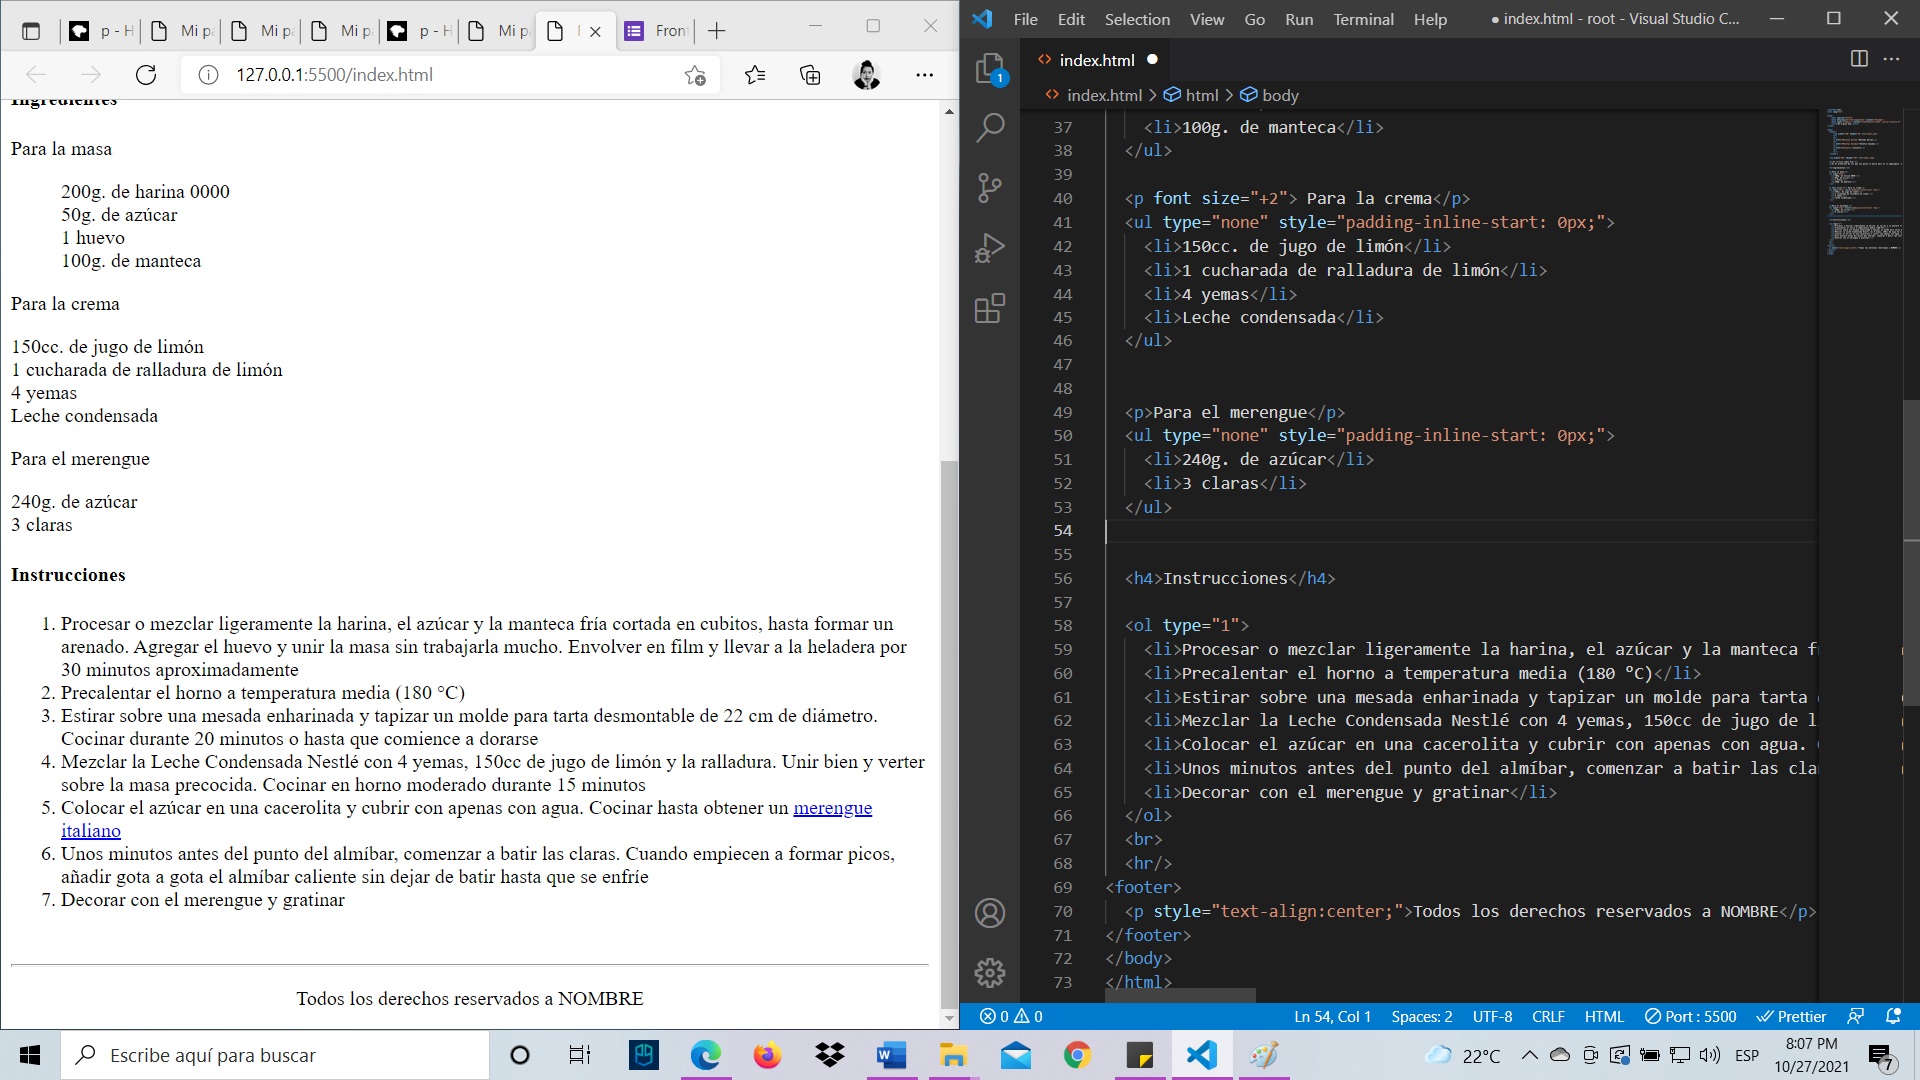 p - H
Mi p
Mi p
Mi p
p - H
Mi p
Fron
127.0.0.1:5500/index.html
Ingredientes
Para la masa
200g. de harina 0000
50g. de azúcar
1 huevo
100g. de manteca
Para la crema
150cc. de jugo de limón
1 cucharada de ralladura de limón
4 yemas
Leche condensada
Para el merengue
240g. de azúcar
3 claras
Instrucciones
1. Procesar o mezclar ligeramente la harina, el azúcar y la manteca fría cortada en cubitos, hasta formar un
arenado. Agregar el huevo y unir la masa sin trabajarla mucho. Envolver en film y llevar a la heladera por
30 minutos aproximadamente
2. Precalentar el horno a temperatura media (180 °C)
3. Estirar sobre una mesada enharinada y tapizar un molde para tarta desmontable de 22 cm de diámetro.
Cocinar durante 20 minutos o hasta que comience a dorarse
4. Mezclar la Leche Condensada Nestlé con 4 yemas, 150cc de jugo de limón y la ralladura. Unir bien y verter
sobre la masa precocida. Cocinar en horno moderado durante 15 minutos
5. Colocar el azúcar en una cacerolita y cubrir con apenas con agua. Cocinar hasta obtener un merengue
italiano
6. Unos minutos antes del punto del almíbar, comenzar a batir las claras. Cuando empiecen a formar picos,
añadir gota a gota el almíbar caliente sin dejar de batir hasta que se enfríe
7. Decorar con el merengue y gratinar
Todos los derechos reservados a NOMBRE
File Edit Selection View Go Run Terminal Help ● index.html - root - Visual Studio C...
index.html
index.html > html > body
1
37 <li>100g. de manteca</li>
38 </ul>
39
40 <p font size="+2"> Para la crema</p>
41 <ul type="none" style="padding-inline-start: 0px;">
42 <li>150cc. de jugo de limón</li>
43 <li>1 cucharada de ralladura de limón</li>
44 <li>4 yemas</li>
45 <li>Leche condensada</li>
46 </ul>
47
48
49 <p>Para el merengue</p>
50 <ul type="none" style="padding-inline-start: 0px;">
51 <li>240g. de azúcar</li>
52 <li>3 claras</li>
53 </ul>
54
55
56 <h4>Instrucciones</h4>
57
58 <ol type="1">
59 <li>Procesar o mezclar ligeramente la harina, el azúcar y la manteca f
60 <li>Precalentar el horno a temperatura media (180 °C)</li>
61 <li>Estirar sobre una mesada enharinada y tapizar un molde para tarta
62 <li>Mezclar la Leche Condensada Nestlé con 4 yemas, 150cc de jugo de l
63 <li>Colocar el azúcar en una cacerolita y cubrir con apenas con agua.
64 <li>Unos minutos antes del punto del almíbar, comenzar a batir las cla
65 <li>Decorar con el merengue y gratinar</li>
66 </ol>
67 <br>
68 <hr/>
69 <footer>
70 <p style="text-align:center;">Todos los derechos reservados a NOMBRE</p>
71 </footer>
72 </body>
73 </html>
0 0 Ln 54, Col 1 Spaces: 2 UTF-8 CRLF HTML Port : 5500 Prettier
Escribe aquí para buscar
22°C ESP
8:07 PM
10/27/2021
7